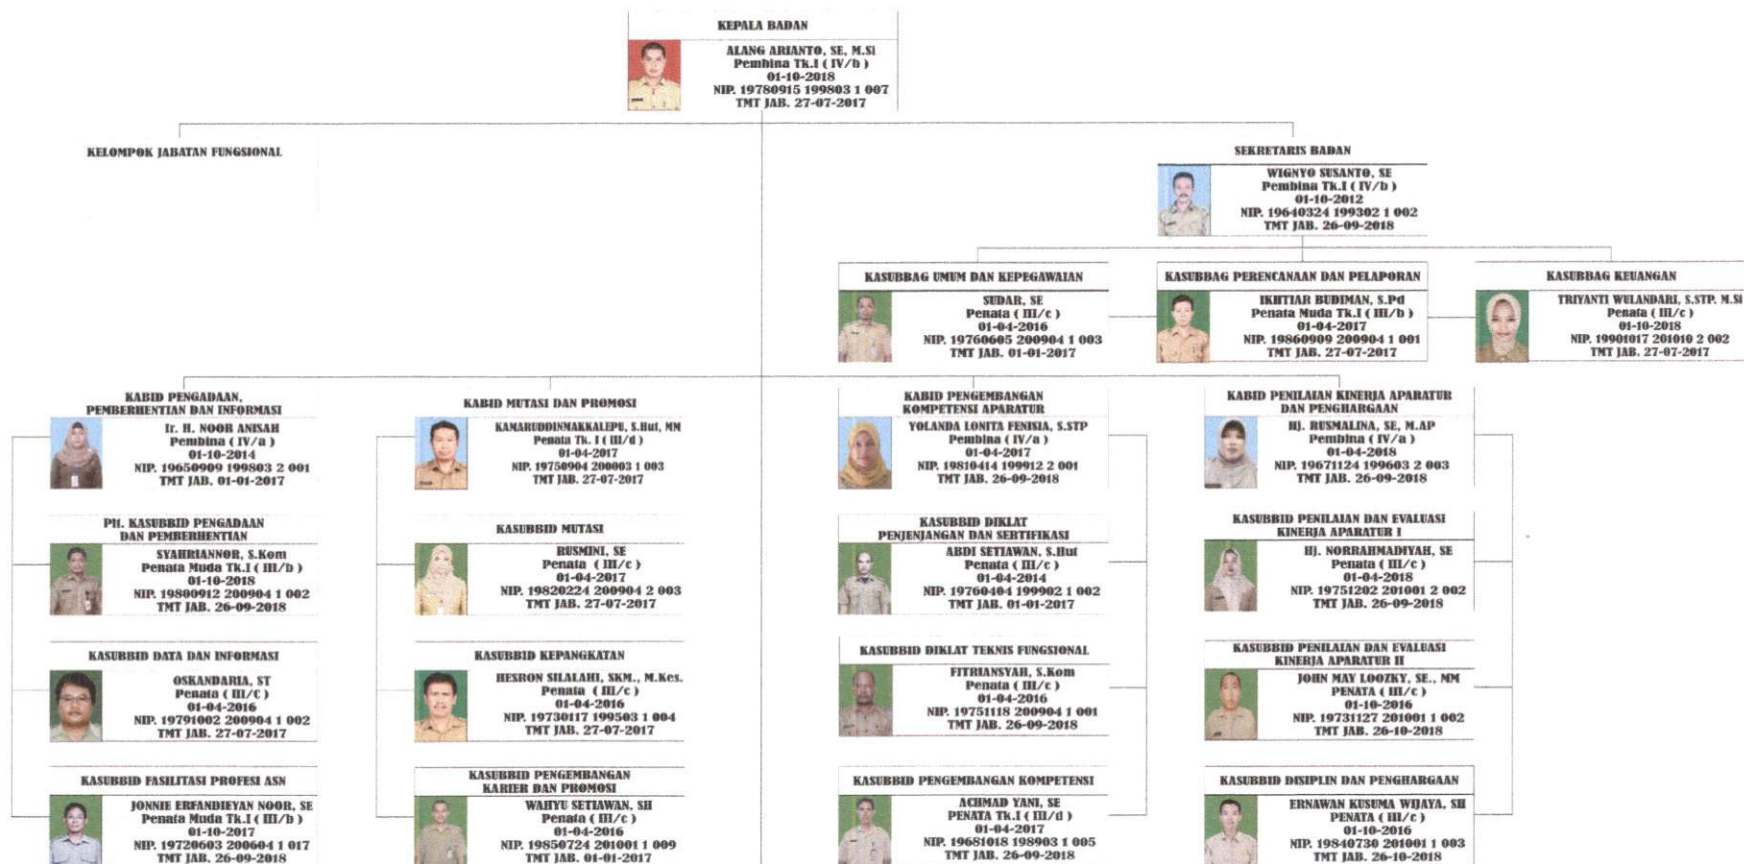 KEPALA BADAN
ALANG ARIANTO, SE, M.Si
Pembina Tk.I ( IV/b )
01-10-2018
NIP. 19780915 199803 1 007
TMT JAB. 27-07-2017
KELOMPOK JABATAN FUNGSIONAL
SEKRETARIS BADAN
WIGNYO SUSANTO, SE
Pembina Tk.I ( IV/b )
01-10-2012
NIP. 19640324 199302 1 002
TMT JAB. 26-09-2018
KASUBBAG UMUM DAN KEPEGAWAIAN
SUDAR, SE
Penata ( III/c )
01-04-2016
NIP. 19760605 200904 1 003
TMT JAB. 01-01-2017
KASUBBAG PERENCANAAN DAN PELAPORAN
IKHTIAR BUDIMAN, S.Pd
Penata Muda Tk.I ( III/b )
01-04-2017
NIP. 19860909 200904 1 001
TMT JAB. 27-07-2017
KASUBBAG KEUANGAN
TRIYANTI WULANDARI, S.STP. M.Si
Penata ( III/c )
01-10-2018
NIP. 19901017 201010 2 002
TMT JAB. 27-07-2017
KABID PENGADAAN,
PEMBERHENTIAN DAN INFORMASI
Ir. H. NOOR ANISAH
Pembina ( IV/a )
01-10-2014
NIP. 19650909 199803 2 001
TMT JAB. 01-01-2017
Plt. KASUBBID PENGADAAN
DAN PEMBERHENTIAN
SYAHRIANNOR, S.Kom
Penata Muda Tk.I ( III/b )
01-10-2018
NIP. 19800912 200904 1 002
TMT JAB. 26-09-2018
KASUBBID DATA DAN INFORMASI
OSKANDARIA, ST
Penata ( III/C )
01-04-2016
NIP. 19791002 200904 1 002
TMT JAB. 27-07-2017
KASUBBID FASILITASI PROFESI ASN
JONNIE ERFANDIEYAN NOOR, SE
Penata Muda Tk.I ( III/b )
01-10-2017
NIP. 19720603 200604 1 017
TMT JAB. 26-09-2018
KABID MUTASI DAN PROMOSI
KAMARUDDINMAKKALEPU, S.Hut, MM
Penata Tk. I ( III/d )
01-04-2017
NIP. 19750904 200003 1 003
TMT JAB. 27-07-2017
KASUBBID MUTASI
RUSMINI, SE
Penata ( III/c )
01-04-2017
NIP. 19820224 200904 2 003
TMT JAB. 27-07-2017
KASUBBID KEPANGKATAN
HESRON SILALAHI, SKM., M.Kes.
Penata ( III/c )
01-04-2016
NIP. 19730117 199503 1 004
TMT JAB. 27-07-2017
KASUBBID PENGEMBANGAN
KARIER DAN PROMOSI
WAHYU SETIAWAN, SH
Penata ( III/c )
01-04-2016
NIP. 19850724 201001 1 009
TMT JAB. 01-01-2017
KABID PENGEMBANGAN
KOMPETENSI APARATUR
YOLANDA LONITA FENISIA, S.STP
Pembina ( IV/a )
01-04-2017
NIP. 19810414 199912 2 001
TMT JAB. 26-09-2018
KASUBBID DIKLAT
PENJENJANGAN DAN SERTIFIKASI
ABDI SETIAWAN, S.Hut
Penata ( III/c )
01-04-2014
NIP. 19760404 199902 1 002
TMT JAB. 01-01-2017
KASUBBID DIKLAT TEKNIS FUNGSIONAL
FITRIANSYAH, S.Kom
Penata ( III/c )
01-04-2016
NIP. 19751118 200904 1 001
TMT JAB. 26-09-2018
KASUBBID PENGEMBANGAN KOMPETENSI
ACHMAD YANI, SE
PENATA Tk.I ( III/d )
01-04-2017
NIP. 19681018 198903 1 005
TMT JAB. 26-09-2018
KABID PENILAIAN KINERJA APARATUR
DAN PENGHARGAAN
Hj. RUSMALINA, SE, M.AP
Pembina ( IV/a )
01-04-2018
NIP. 19671124 199603 2 003
TMT JAB. 26-09-2018
KASUBBID PENILAIAN DAN EVALUASI
KINERJA APARATUR I
Hj. NORRAHMADIYAH, SE
Penata ( III/c )
01-04-2018
NIP. 19751202 201001 2 002
TMT JAB. 26-09-2018
KASUBBID PENILAIAN DAN EVALUASI
KINERJA APARATUR II
JOHN MAY LOOZKY, SE., MM
PENATA ( III/c )
01-10-2016
NIP. 19731127 201001 1 002
TMT JAB. 26-10-2018
KASUBBID DISIPLIN DAN PENGHARGAAN
ERNAWAN KUSUMA WIJAYA, SH
PENATA ( III/c )
01-10-2016
NIP. 19840730 201001 1 003
TMT JAB. 26-10-2018